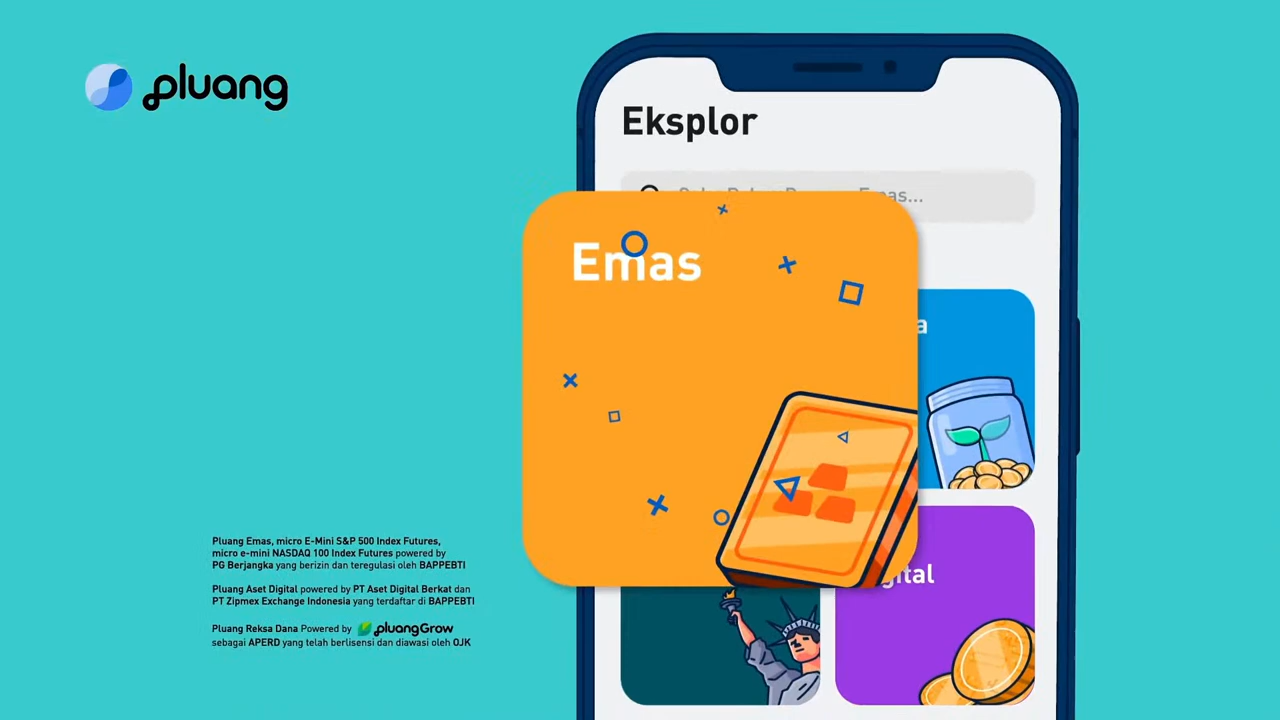 pluang
Eksplor
Emas...
Emas
a
gital
Pluang Emas, micro E-Mini S&P 500 Index Futures,
micro e-mini NASDAQ 100 Index Futures powered by
PG Berjangka yang berizin dan teregulasi oleh BAPPEBTI
Pluang Aset Digital powered by PT Aset Digital Berkat dan
PT Zipmex Exchange Indonesia yang terdaftar di BAPPEBTI
Pluang Reksa Dana Powered by pluangGrow
sebagai APERD yang telah berlisensi dan diawasi oleh OJK